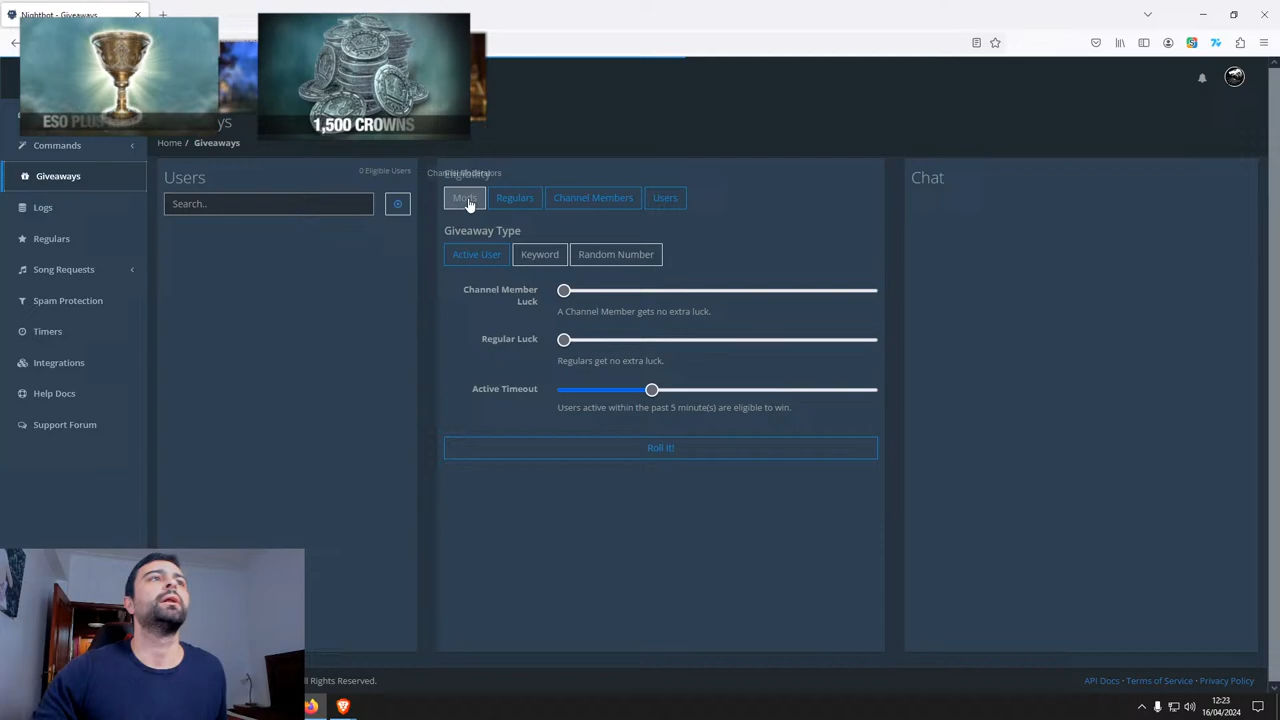 Nightbot - Giveaways
ESO PLUS
1,500 CROWNS
Home / Giveaways
Commands
Giveaways
Logs
Regulars
Song Requests
Spam Protection
Timers
Integrations
Help Docs
Support Forum
Users
0 Eligible Users
Search..
Eligibility
Channel Moderators
Mods
Regulars
Channel Members
Users
Giveaway Type
Active User
Keyword
Random Number
Channel Member
Luck
A Channel Member gets no extra luck.
Regular Luck
Regulars get no extra luck.
Active Timeout
Users active within the past 5 minute(s) are eligible to win.
Roll It!
Chat
ll Rights Reserved.
API Docs · Terms of Service · Privacy Policy
12:23
16/04/2024